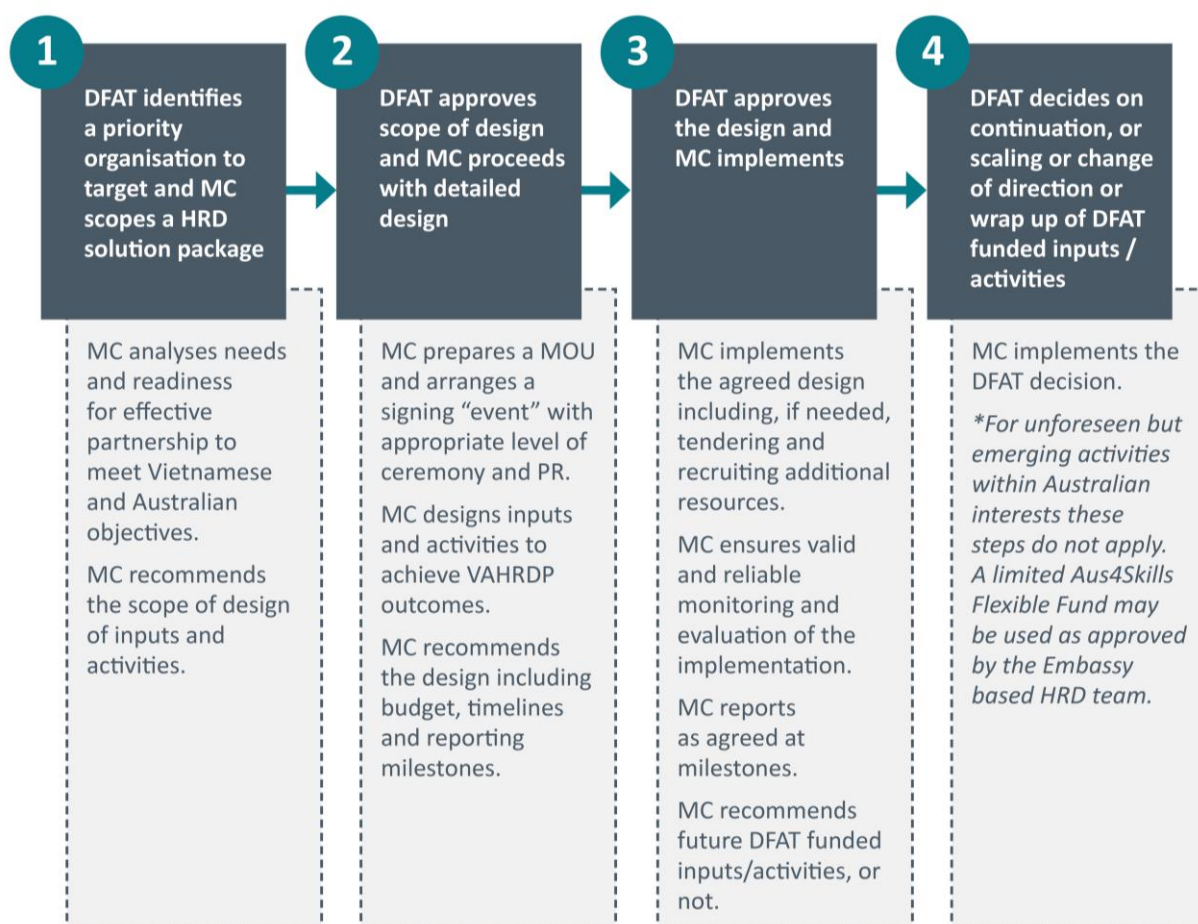 1
DFAT identifies
a priority
organisation to
target and MC
scopes a HRD
solution package
MC analyses needs
and readiness
for effective
partnership to
meet Vietnamese
and Australian
objectives.
MC recommends
the scope of design
of inputs and
activities.
2
DFAT approves
scope of design
and MC proceeds
with detailed
design
MC prepares a MOU
and arranges a
signing “event” with
appropriate level of
ceremony and PR.
MC designs inputs
and activities to
achieve VAHRDP
outcomes.
MC recommends
the design including
budget, timelines
and reporting
milestones.
3
DFAT approves
the design and
MC implements
MC implements
the agreed design
including, if needed,
tendering and
recruiting additional
resources.
MC ensures valid
and reliable
monitoring and
evaluation of the
implementation.
MC reports
as agreed at
milestones.
MC recommends
future DFAT funded
inputs/activities, or
not.
4
DFAT decides on
continuation, or
scaling or change
of direction or
wrap up of DFAT
funded inputs /
activities
MC implements the
DFAT decision.
*For unforeseen but
emerging activities
within Australian
interests these
steps do not apply.
A limited Aus4Skills
Flexible Fund may
be used as approved
by the Embassy
based HRD team.